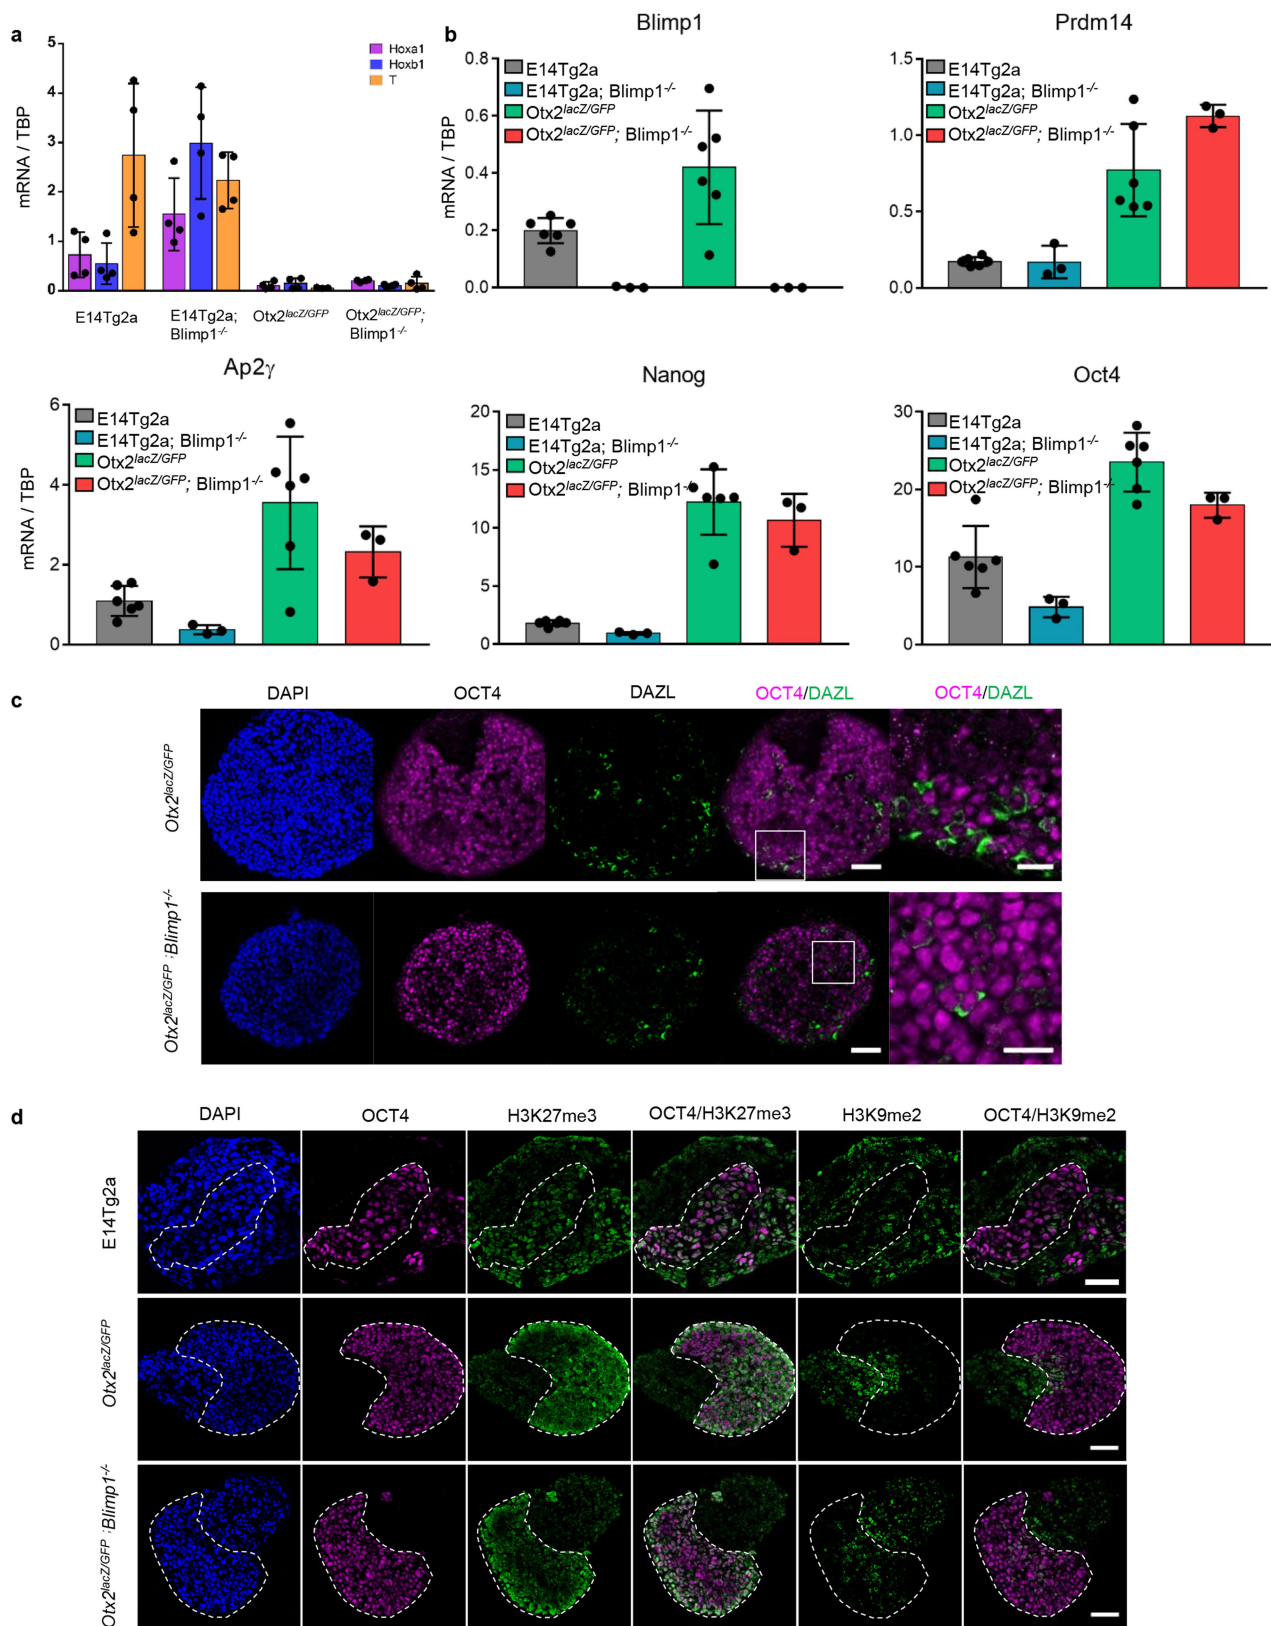 a
5
4
3
2
1
0
mRNA / TBP
Hoxa1
Hoxb1
T
E14Tg2a
E14Tg2a;
Blimp1-/-
Otx2lacZ/GFP
Otx2lacZ/GFP;
Blimp1-/-
b
Blimp1
0.8
0.6
0.4
0.2
0.0
mRNA / TBP
E14Tg2a
E14Tg2a; Blimp1-/-
Otx2lacZ/GFP
Otx2lacZ/GFP; Blimp1-/-
Prdm14
1.5
1.0
0.5
0.0
E14Tg2a
E14Tg2a; Blimp1-/-
Otx2lacZ/GFP
Otx2lacZ/GFP; Blimp1-/-
Ap2γ
6
4
2
0
mRNA / TBP
E14Tg2a
E14Tg2a; Blimp1-/-
Otx2lacZ/GFP
Otx2lacZ/GFP; Blimp1-/-
Nanog
20
15
10
5
0
E14Tg2a
E14Tg2a; Blimp1-/-
Otx2lacZ/GFP
Otx2lacZ/GFP; Blimp1-/-
Oct4
30
20
10
0
E14Tg2a
E14Tg2a; Blimp1-/-
Otx2lacZ/GFP
Otx2lacZ/GFP; Blimp1-/-
c
DAPI OCT4 DAZL OCT4/DAZL OCT4/DAZL
Otx2lacZ/GFP
Otx2lacZ/GFP ;Blimp1-/-
d
DAPI OCT4 H3K27me3 OCT4/H3K27me3 H3K9me2 OCT4/H3K9me2
E14Tg2a
Otx2lacZ/GFP
Otx2lacZ/GFP ;Blimp1-/-